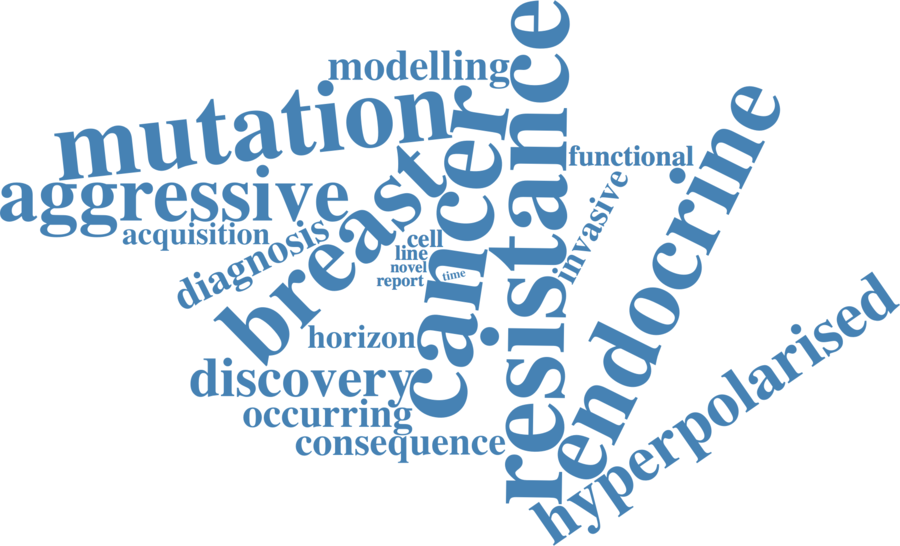 modelling
mutation
aggressive
acquisition
diagnosis
breast
cancer
resistance
functional
invasive
endocrine
hyperpolarised
cell
line
novel
report
time
horizon
discovery
occurring
consequence